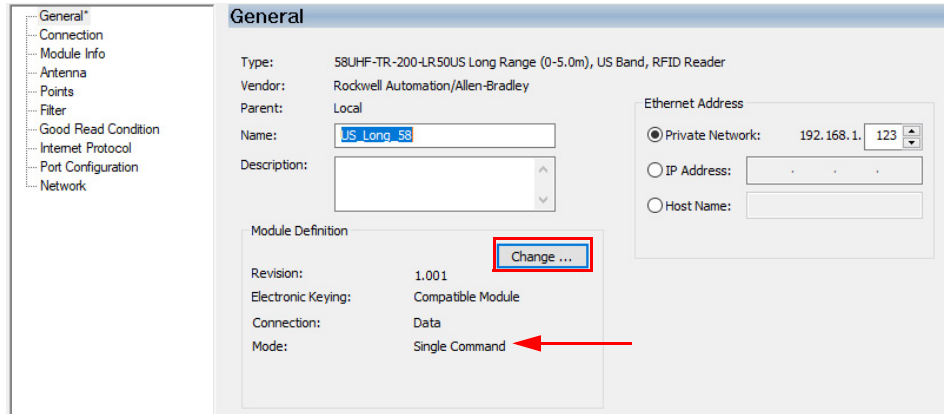 General*
Connection
Module Info
Antenna
Points
Filter
Good Read Condition
Internet Protocol
Port Configuration
Network
General
Type: 58UHF-TR-200-LR50US Long Range (0-5.0m), US Band, RFID Reader
Vendor: Rockwell Automation/Allen-Bradley
Parent: Local
Name: US_Long_58
Description:
Module Definition
Change ...
Revision: 1.001
Electronic Keying: Compatible Module
Connection: Data
Mode: Single Command
Ethernet Address
Private Network: 192.168.1. 123
IP Address: . . .
Host Name: